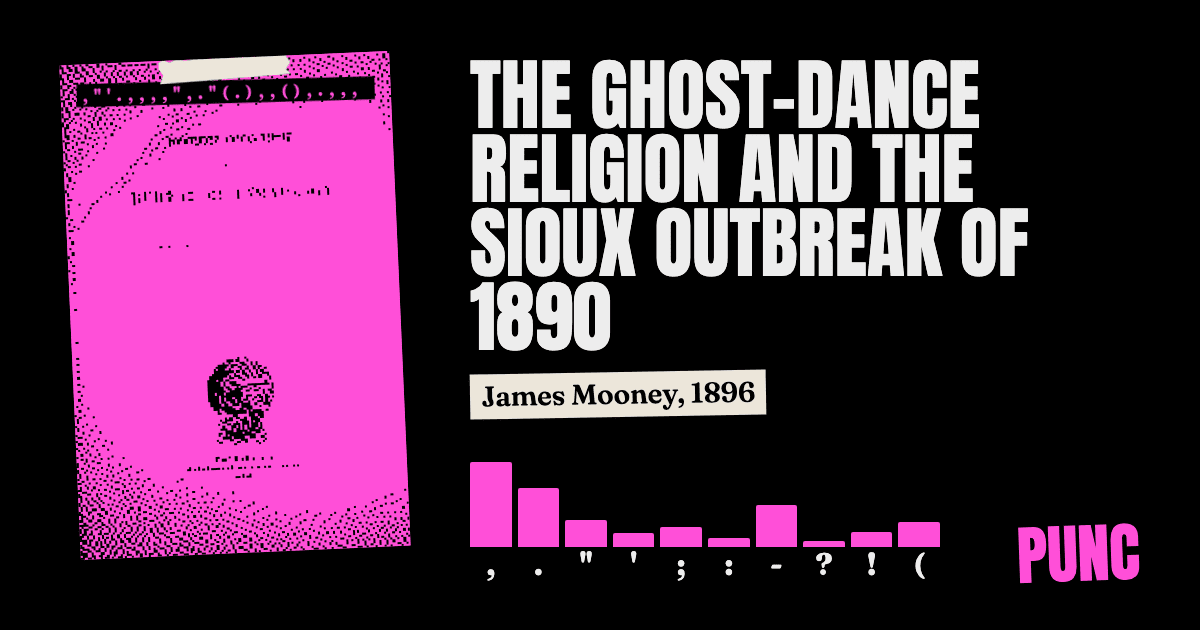 ,"'.,,,,",."(.),,(),.,,,
THE GHOST-DANCE
RELIGION AND THE
SIOUX OUTBREAK OF
1890
James Mooney, 1896
, . " ' ; : - ? ! (
PUNC